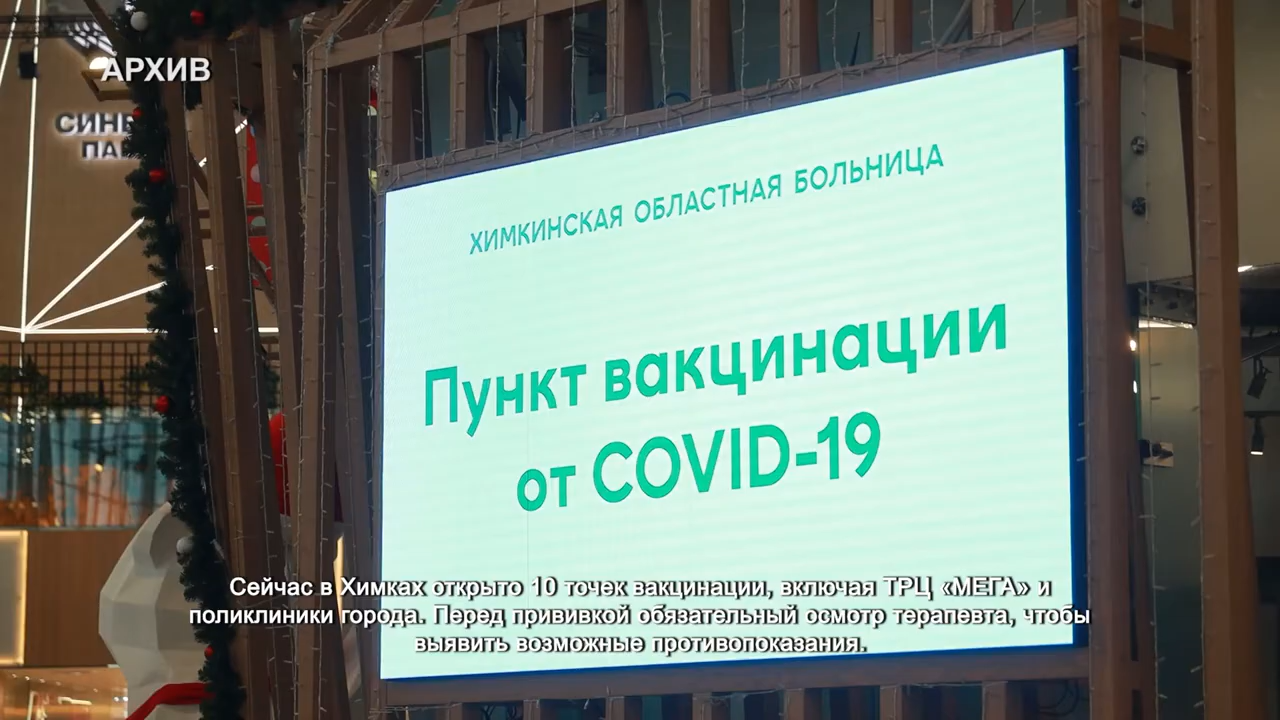 АРХИВ
ХИМКИНСКАЯ ОБЛАСТНАЯ БОЛЬНИЦА
Пункт вакцинации
от COVID-19
Сейчас в Химках открыто 10 точек вакцинации, включая ТРЦ «МЕГА» и
поликлиники города. Перед прививкой обязательный осмотр терапевта, чтобы
выявить возможные противопоказания.